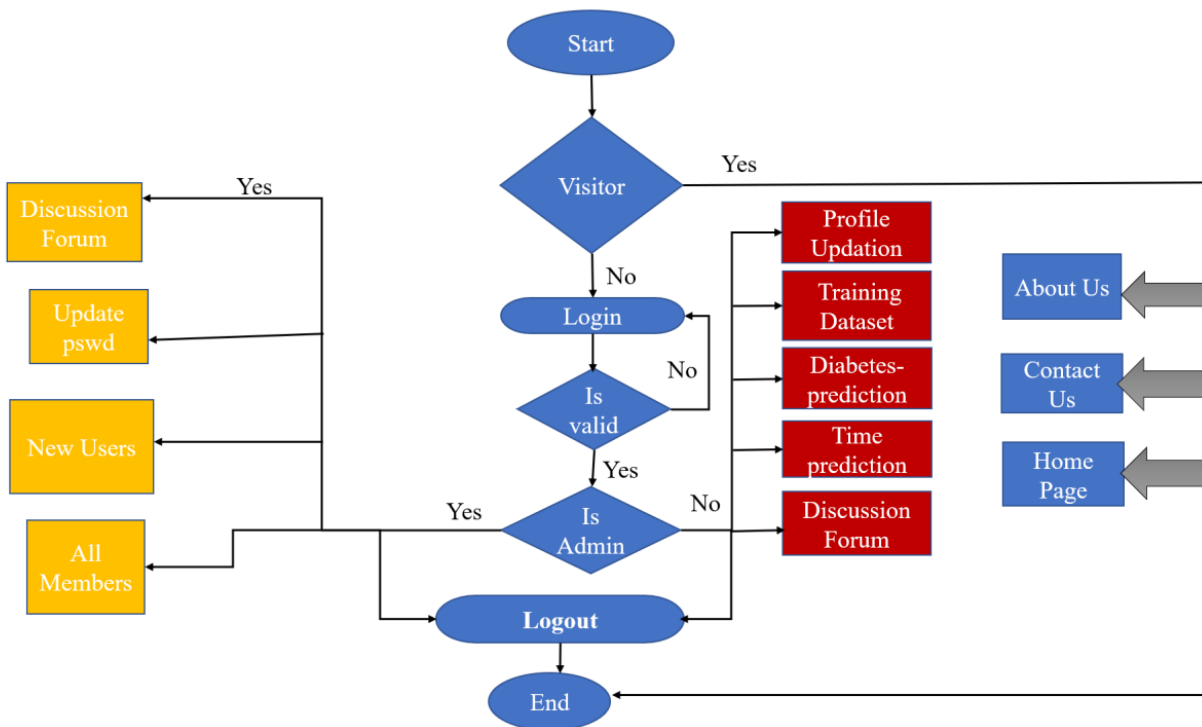 Start
Visitor
Yes
Yes
Discussion
Forum
Profile
Updation
No
About Us
Training
Dataset
Login
Update
pswd
No
Diabetes-
prediction
Contact
Us
Is
valid
New Users
Time
prediction
Home
Page
Yes
Yes
Is
Admin
No
Discussion
Forum
All
Members
Logout
End